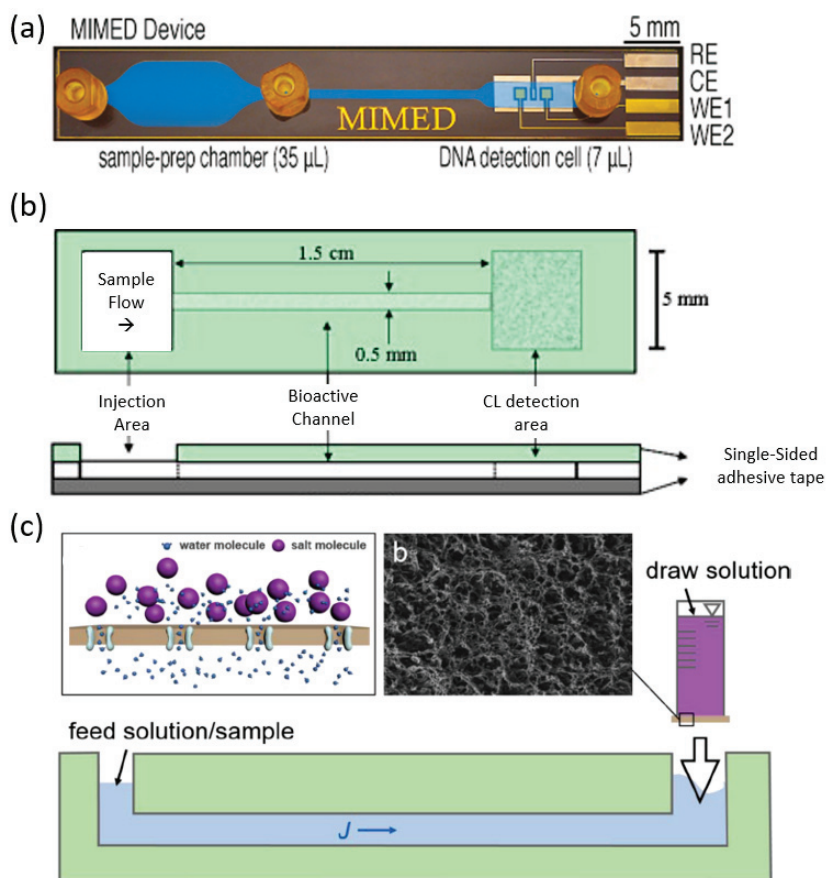 (a)
MIMED Device
5 mm
RE
CE
WE1
WE2
MIMED
sample-prep chamber (35 µL)
DNA detection cell (7 µL)
(b)
1.5 cm
Sample
Flow
→
5 mm
0.5 mm
Injection
Area
Bioactive
Channel
CL detection
area
Single-Sided
adhesive tape
(c)
water molecule
salt molecule
b
draw solution
feed solution/sample
J →